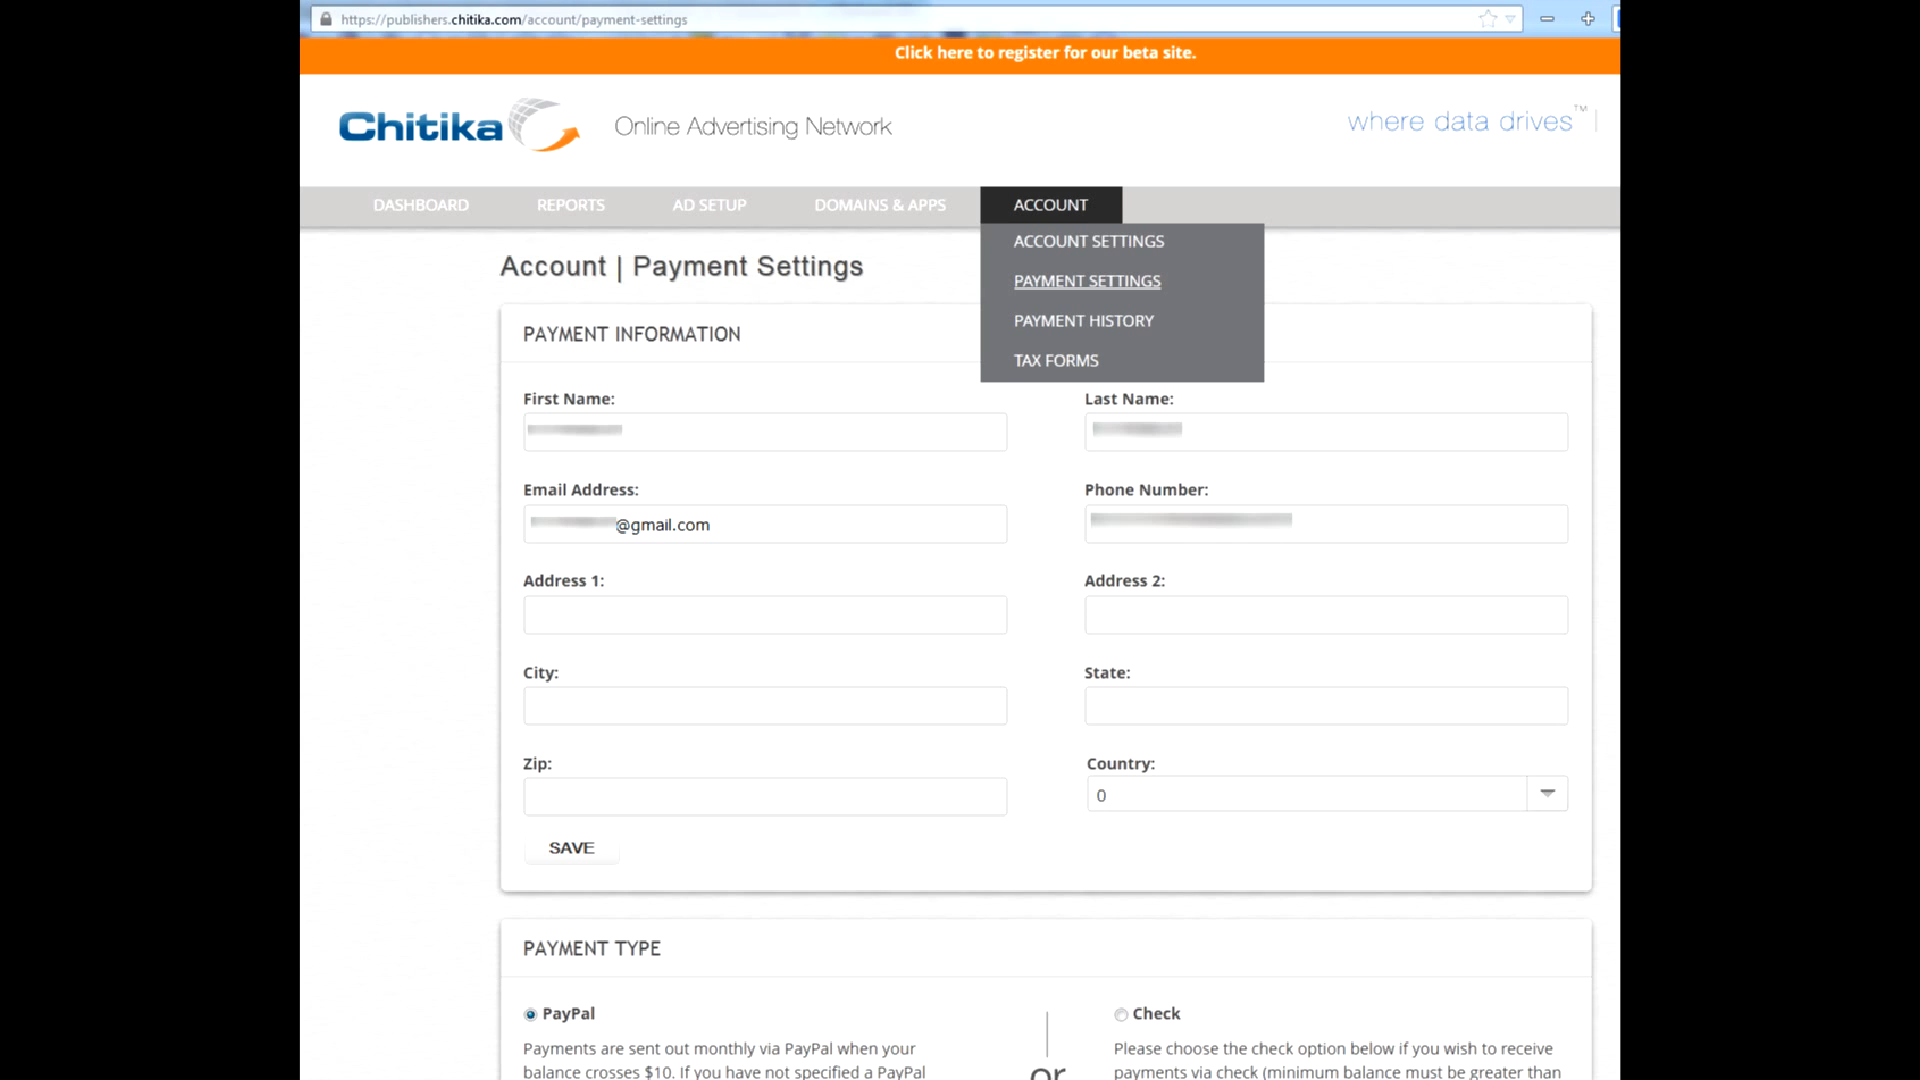 https://publishers.chitika.com/account/payment-settings
Click here to register for our beta site.
Chitika
Online Advertising Network
where data drives™
DASHBOARD
REPORTS
AD SETUP
DOMAINS & APPS
ACCOUNT
ACCOUNT SETTINGS
PAYMENT SETTINGS
PAYMENT HISTORY
TAX FORMS
Account | Payment Settings
PAYMENT INFORMATION
First Name:
Last Name:
Email Address:
Phone Number:
@gmail.com
Address 1:
Address 2:
City:
State:
Zip:
Country:
0
SAVE
PAYMENT TYPE
PayPal
Payments are sent out monthly via PayPal when your
balance crosses $10. If you have not specified a PayPal
or
Check
Please choose the check option below if you wish to receive
payments via check (minimum balance must be greater than